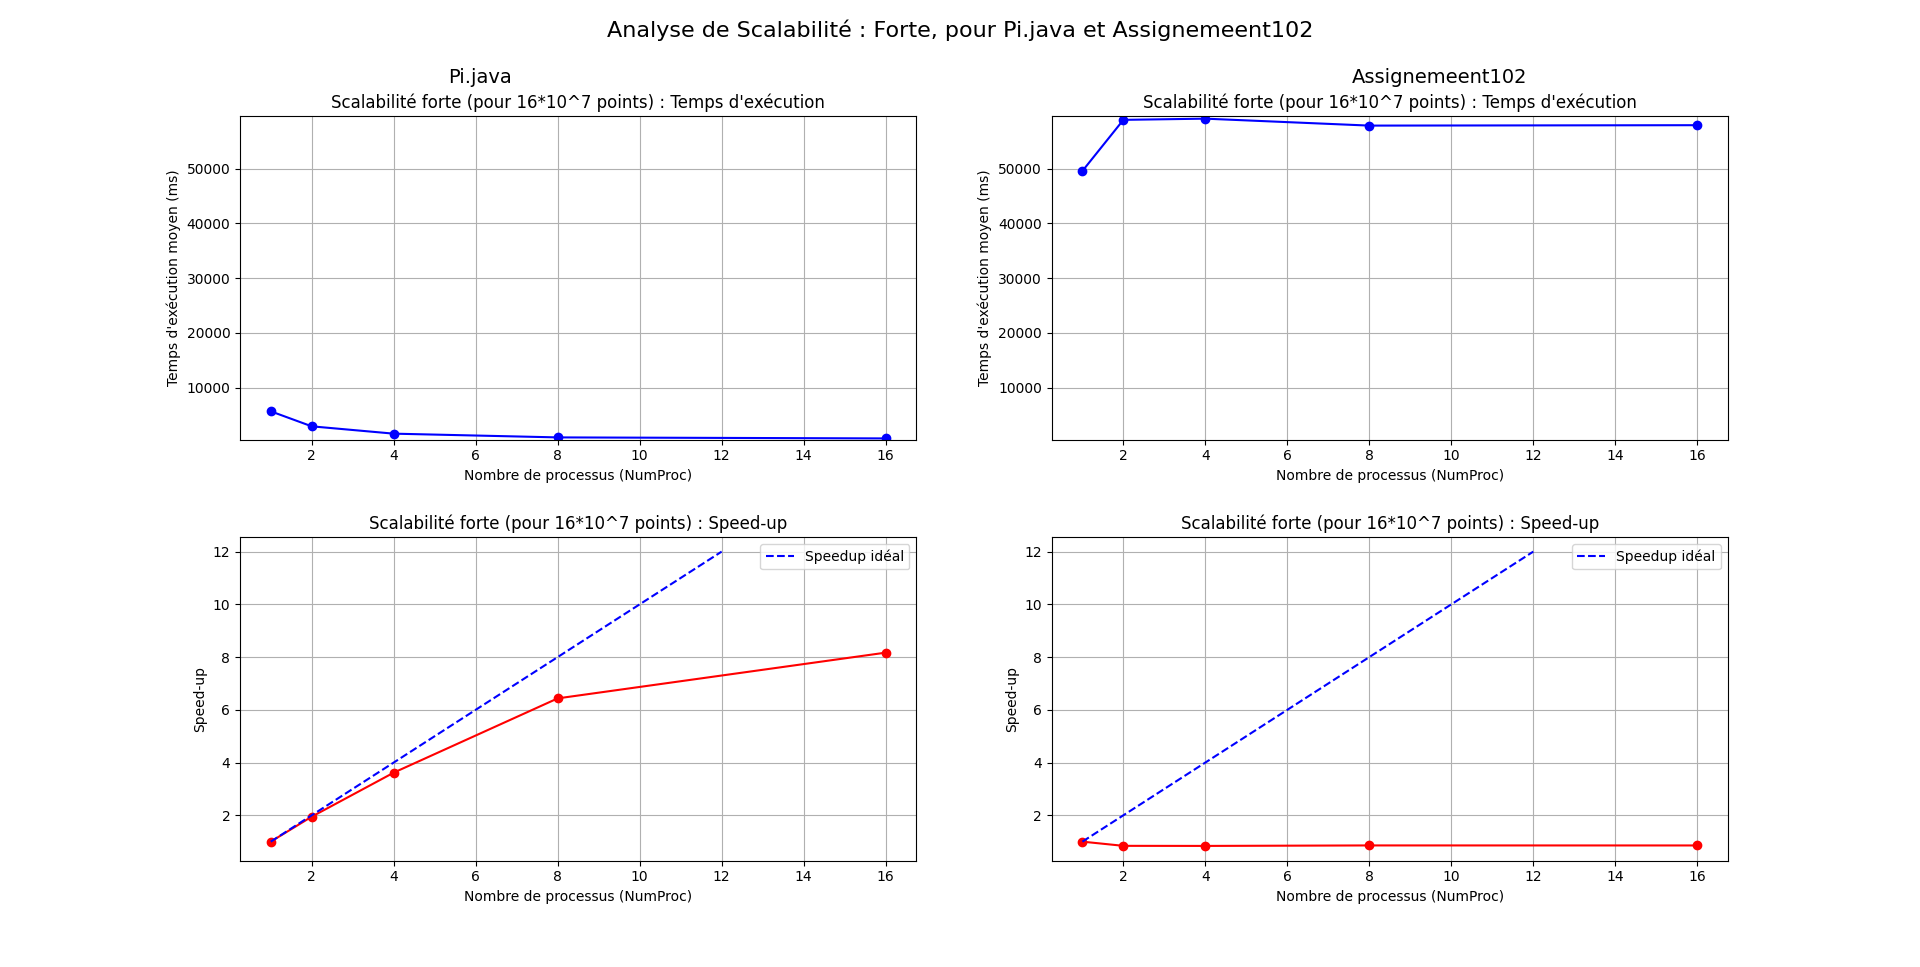 Analyse de Scalabilité : Forte, pour Pi.java et Assignemeent102
Pi.java
Scalabilité forte (pour 16*10^7 points) : Temps d'exécution
Temps d'exécution moyen (ms)
50000
40000
30000
20000
10000
2 4 6 8 10 12 14 16
Nombre de processus (NumProc)
Assignemeent102
Scalabilité forte (pour 16*10^7 points) : Temps d'exécution
Temps d'exécution moyen (ms)
50000
40000
30000
20000
10000
2 4 6 8 10 12 14 16
Nombre de processus (NumProc)
Scalabilité forte (pour 16*10^7 points) : Speed-up
Speedup idéal
Speed-up
12
10
8
6
4
2
2 4 6 8 10 12 14 16
Nombre de processus (NumProc)
Scalabilité forte (pour 16*10^7 points) : Speed-up
Speedup idéal
Speed-up
12
10
8
6
4
2
2 4 6 8 10 12 14 16
Nombre de processus (NumProc)